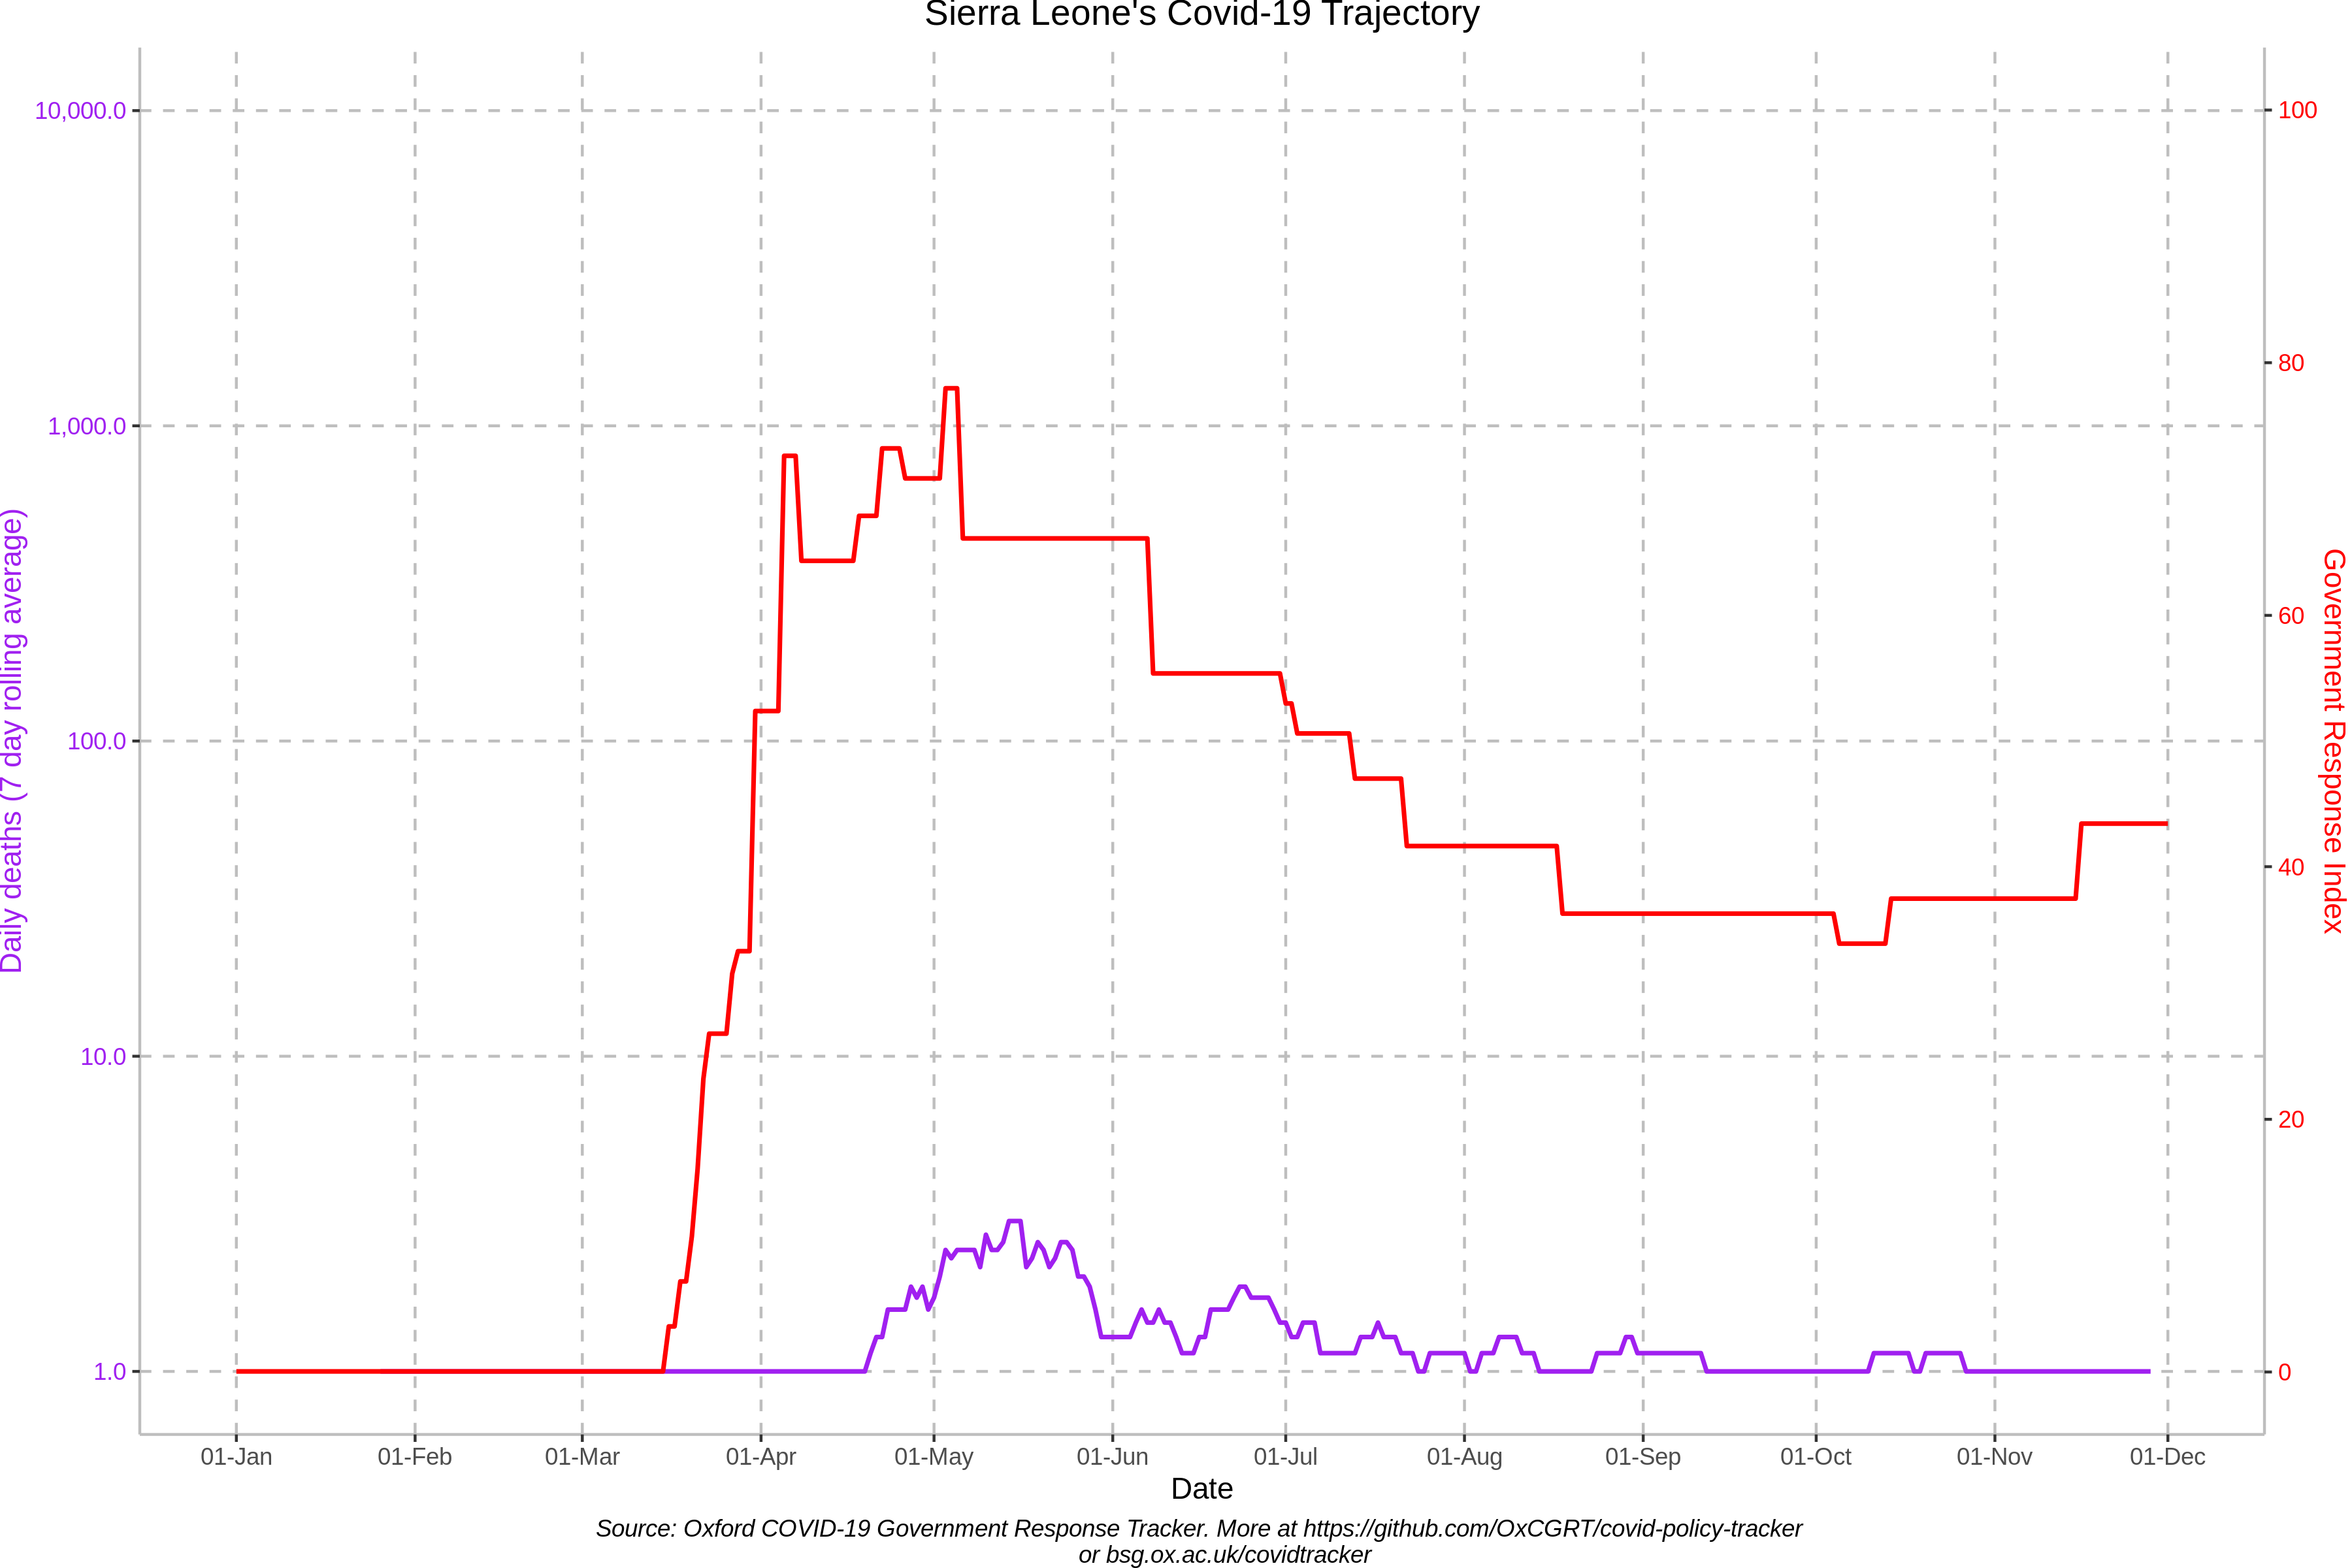 Sierra Leone's Covid-19 Trajectory
10,000.0
1,000.0
100.0
10.0
1.0
Daily deaths (7 day rolling average)
100
80
60
40
20
0
Government Response Index
01-Jan
01-Feb
01-Mar
01-Apr
01-May
01-Jun
01-Jul
01-Aug
01-Sep
01-Oct
01-Nov
01-Dec
Date
Source: Oxford COVID-19 Government Response Tracker. More at https://github.com/OxCGRT/covid-policy-tracker
or bsg.ox.ac.uk/covidtracker